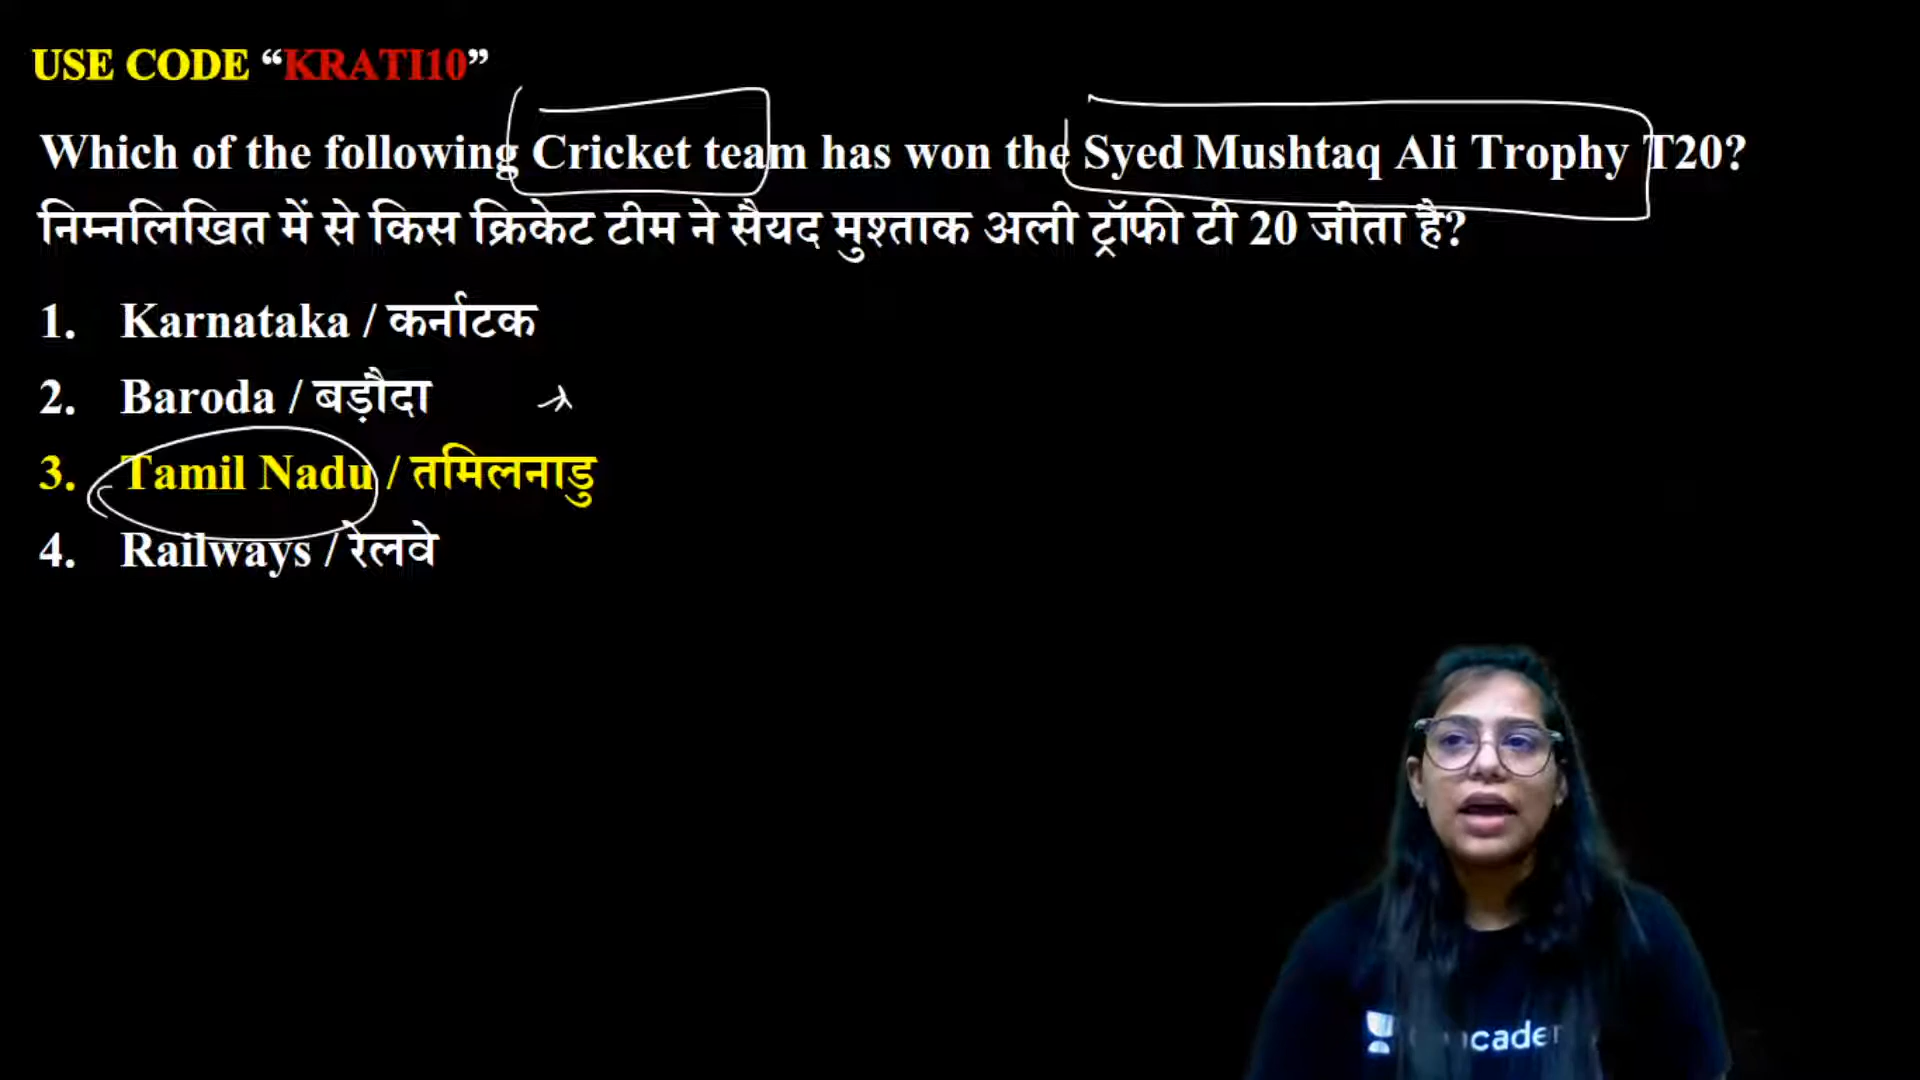 USE CODE “KRATI10”
Which of the following Cricket team has won the Syed Mushtaq Ali Trophy T20?
निम्नलिखित में से किस क्रिकेट टीम ने सैयद मुश्ताक अली ट्रॉफी टी 20 जीता है?
1. Karnataka / कर्नाटक
2. Baroda / बड़ौदा
3. Tamil Nadu / तमिलनाडु
4. Railways / रेलवे